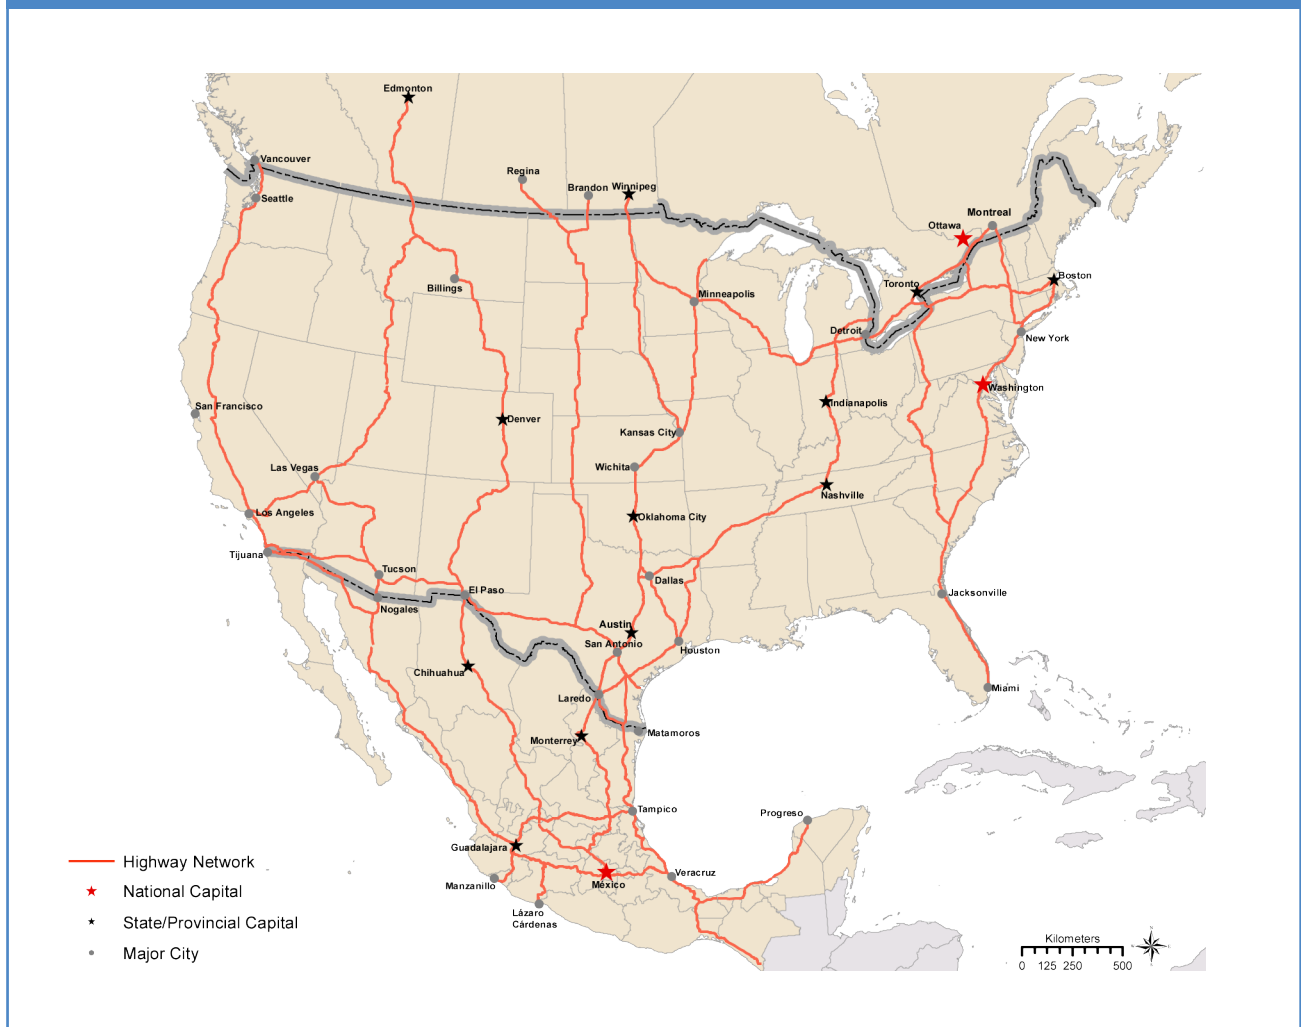 Edmonton
Vancouver
Regina
Brandon
Winnipeg
Seattle
Montreal
Ottawa
Boston
Toronto
Billings
Minneapolis
Detroit
New York
Washington
San Francisco
Indianapolis
Denver
Kansas City
Las Vegas
Wichita
Nashville
Los Angeles
Oklahoma City
Tijuana
Tucson
Dallas
El Paso
Jacksonville
Nogales
Austin
San Antonio
Houston
Chihuahua
Miami
Laredo
Matamoros
Monterrey
Tampico
Progreso
Guadalajara
Veracruz
Manzanillo
México
Lázaro
Cárdenas
Highway Network
National Capital
State/Provincial Capital
Major City
Kilometers
0 125 250 500